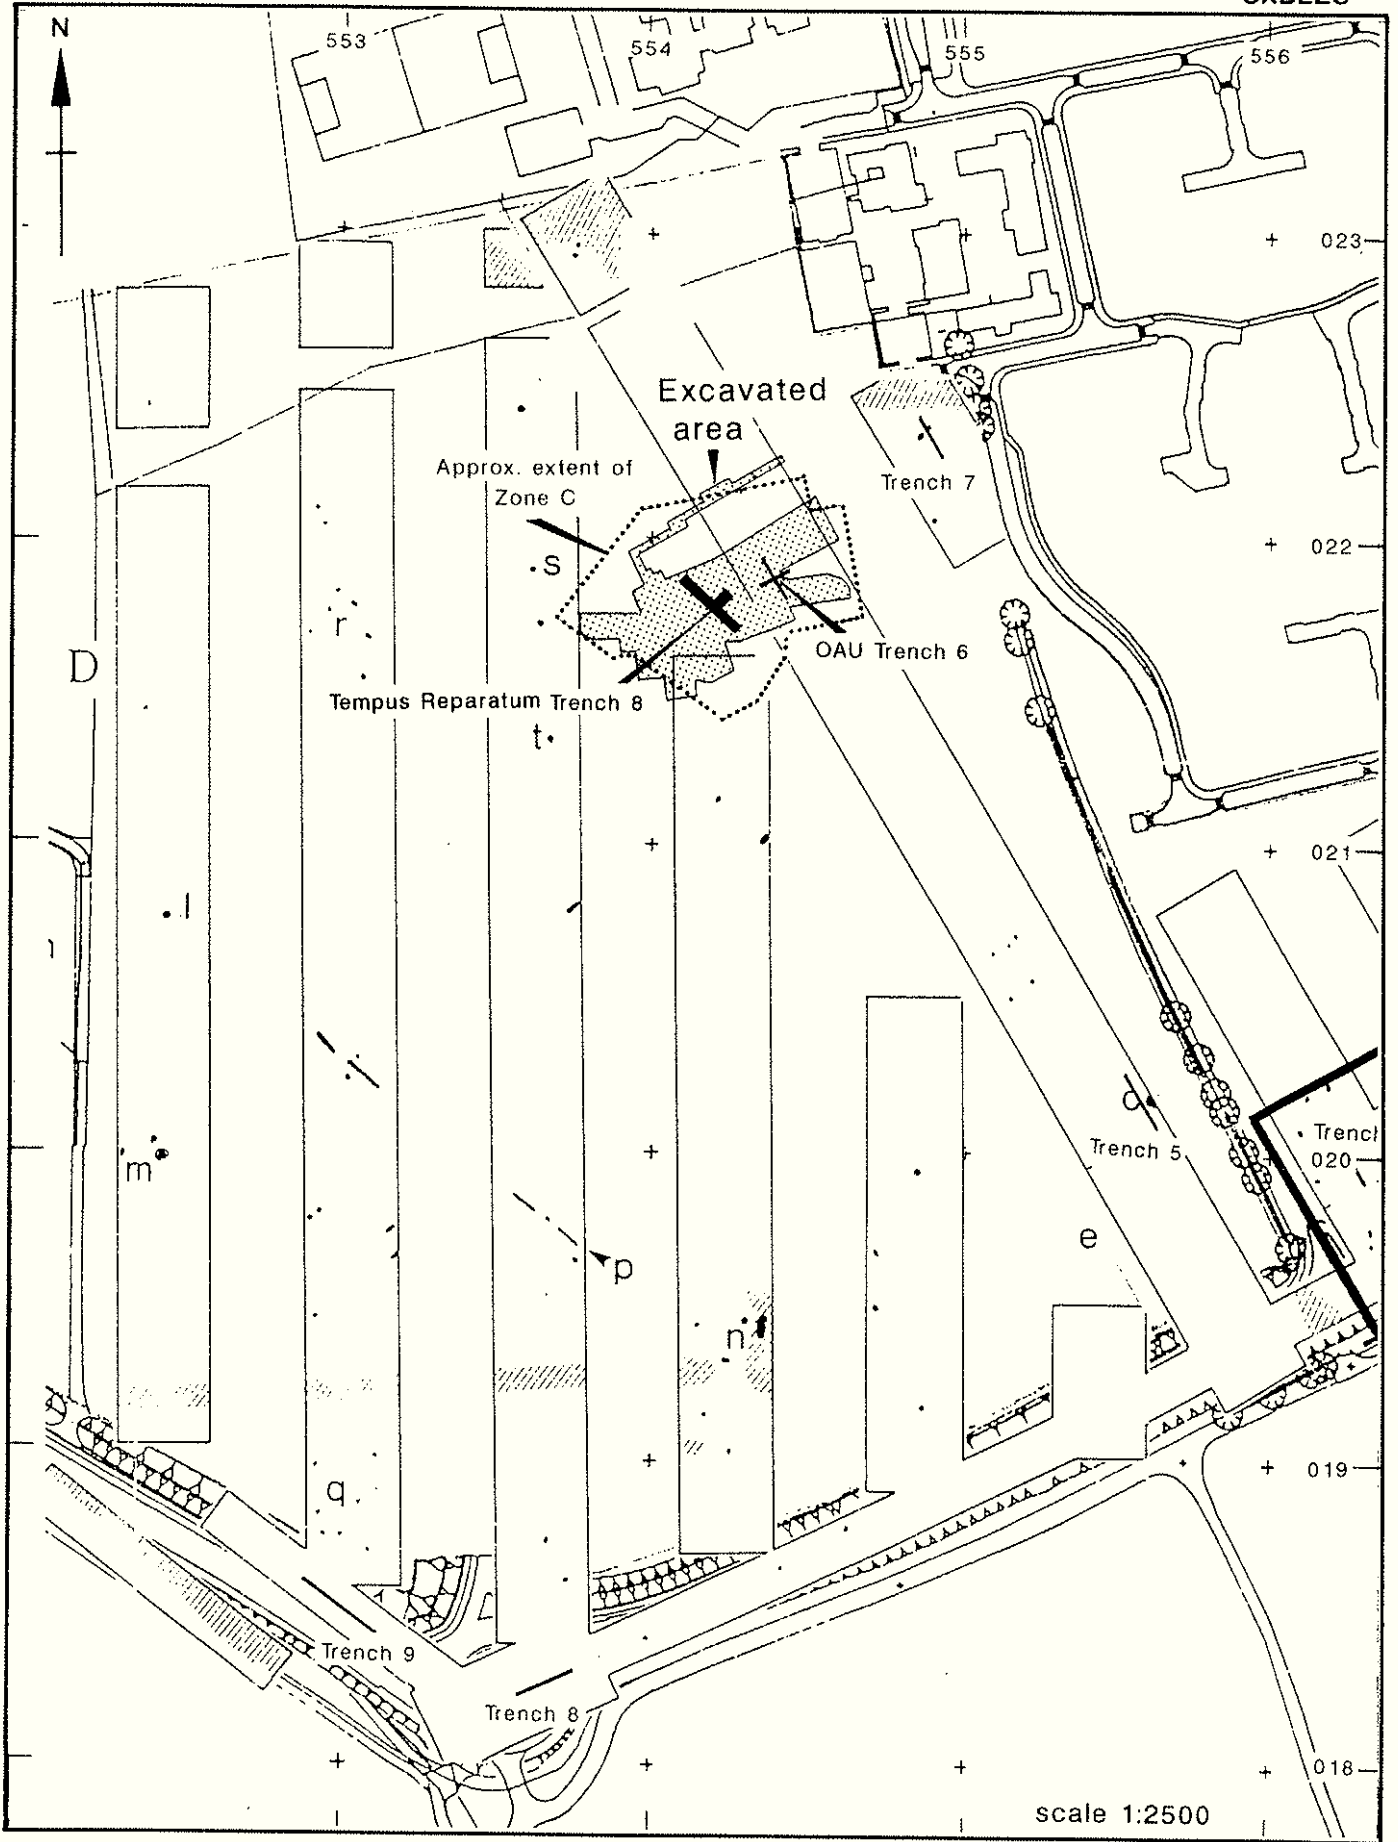 N
553
554
555
556
023
Excavated
area
Approx. extent of
Zone C
Trench 7
022
S
r
OAU Trench 6
D
Tempus Reparatum Trench 8
t
021
l
o
Trench 5
Trench
020
m
e
p
n
019
q
Trench 9
Trench 8
018
scale 1:2500